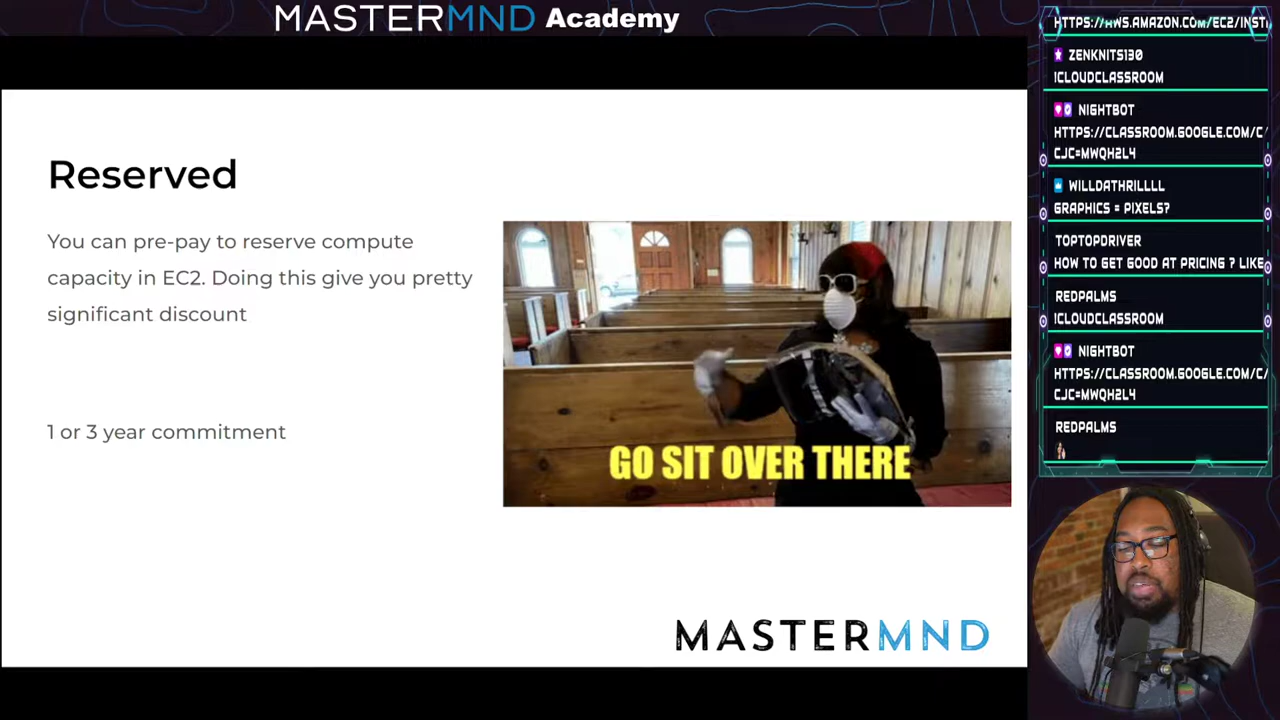 MASTERMND Academy
Reserved
You can pre-pay to reserve compute
capacity in EC2. Doing this give you pretty
significant discount
1 or 3 year commitment
GO SIT OVER THERE
MASTERMND
HTTPS://AWS.AMAZON.COM/EC2/INST
ZENKNITS130
!CLOUDCLASSROOM
NIGHTBOT
HTTPS://CLASSROOM.GOOGLE.COM/C/
CJC=MWQH2L4
WILLDATHRILLLL
GRAPHICS = PIXELS?
TOPTOPDRIVER
HOW TO GET GOOD AT PRICING ? LIKE
REDPALMS
!CLOUDCLASSROOM
NIGHTBOT
HTTPS://CLASSROOM.GOOGLE.COM/C/
CJC=MWQH2L4
REDPALMS